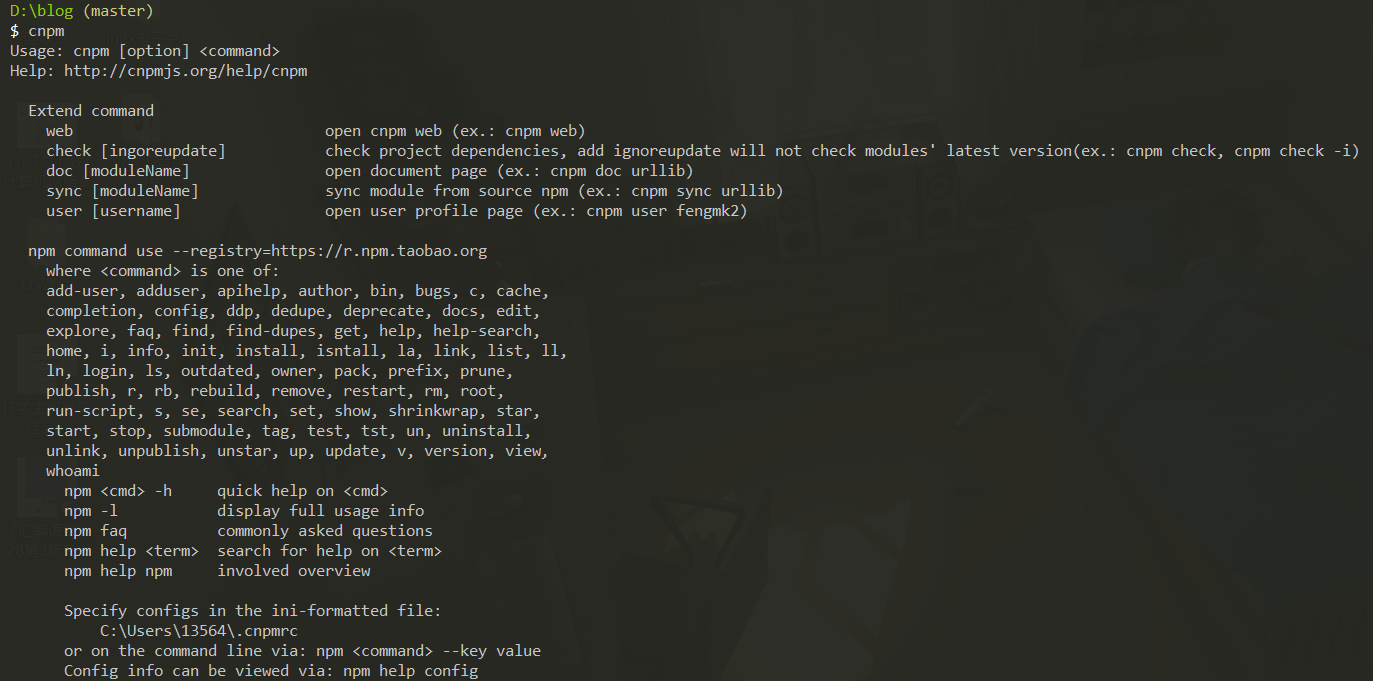 D:\blog (master)
$ cnpm
Usage: cnpm [option] <command>
Help: http://cnpmjs.org/help/cnpm
Extend command
web open cnpm web (ex.: cnpm web)
check [ingoreupdate] check project dependencies, add ignoreupdate will not check modules' latest version(ex.: cnpm check, cnpm check -i)
doc [moduleName] open document page (ex.: cnpm doc urllib)
sync [moduleName] sync module from source npm (ex.: cnpm sync urllib)
user [username] open user profile page (ex.: cnpm user fengmk2)
npm command use --registry=https://r.npm.taobao.org
where <command> is one of:
add-user, adduser, apihelp, author, bin, bugs, c, cache,
completion, config, ddp, dedupe, deprecate, docs, edit,
explore, faq, find, find-dupes, get, help, help-search,
home, i, info, init, install, isntall, la, link, list, ll,
ln, login, ls, outdated, owner, pack, prefix, prune,
publish, r, rb, rebuild, remove, restart, rm, root,
run-script, s, se, search, set, show, shrinkwrap, star,
start, stop, submodule, tag, test, tst, un, uninstall,
unlink, unpublish, unstar, up, update, v, version, view,
whoami
npm <cmd> -h quick help on <cmd>
npm -l display full usage info
npm faq commonly asked questions
npm help <term> search for help on <term>
npm help npm involved overview
Specify configs in the ini-formatted file:
C:\Users\13564\.cnpmrc
or on the command line via: npm <command> --key value
Config info can be viewed via: npm help config